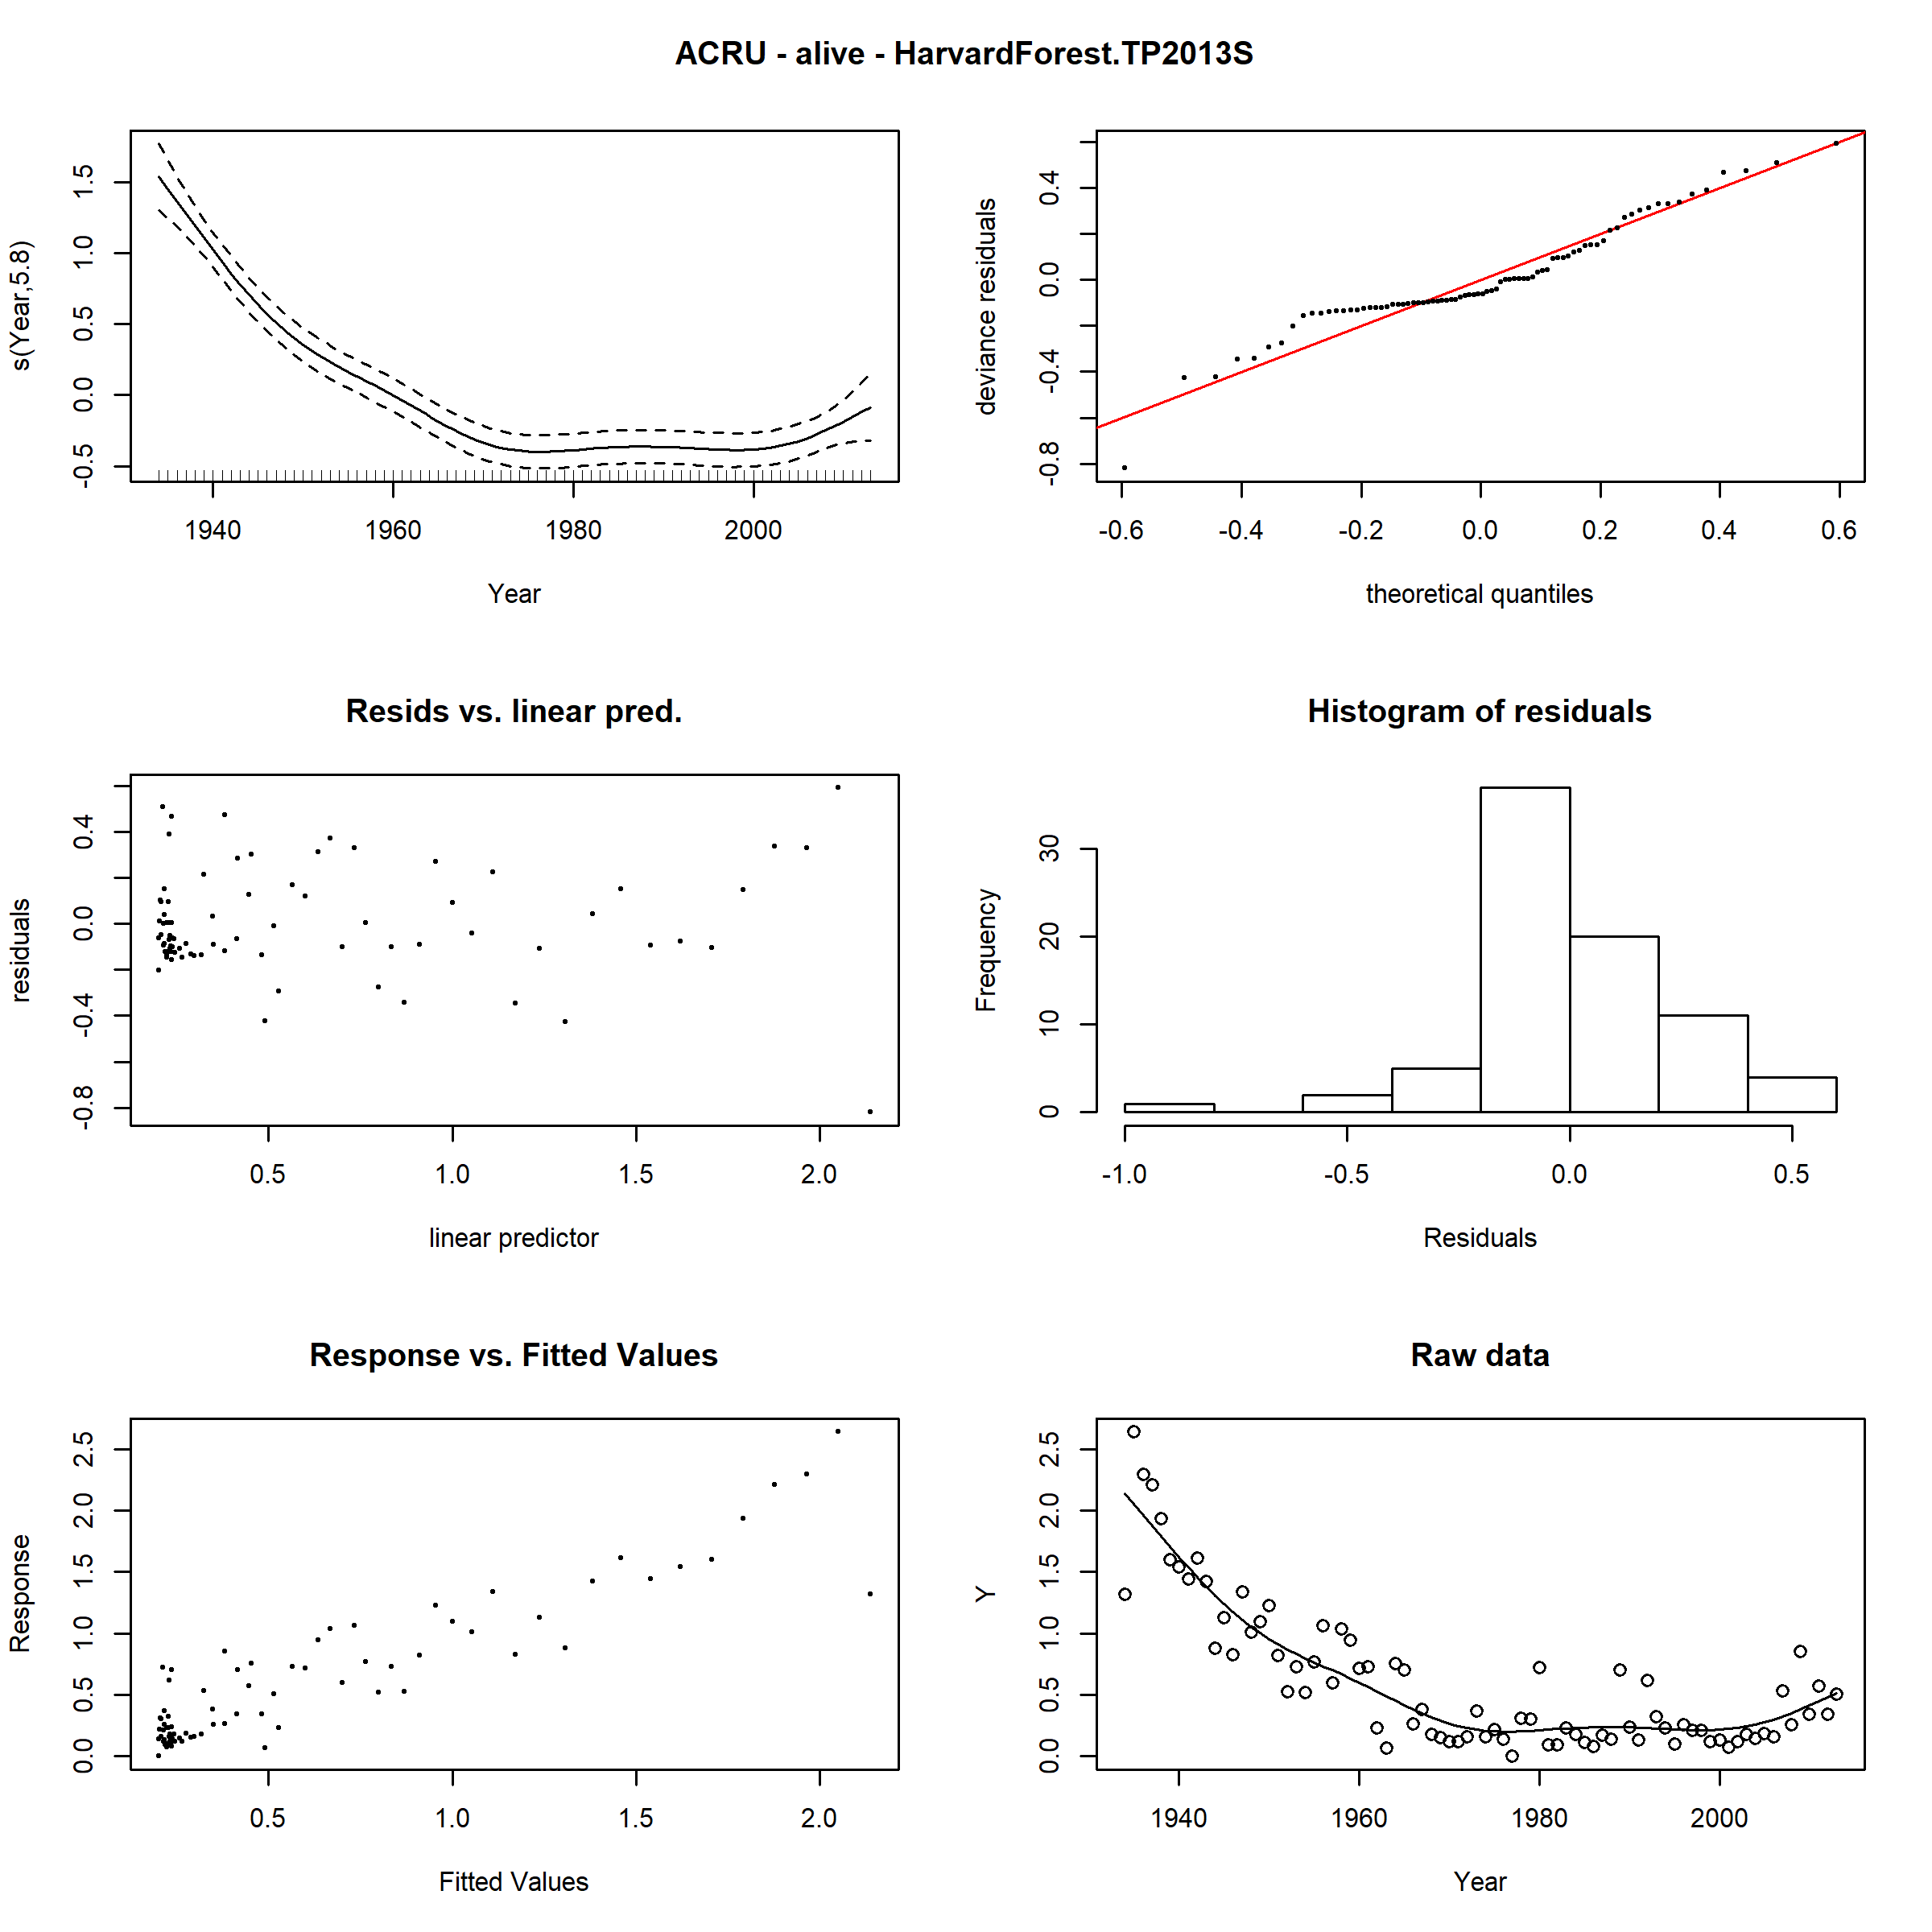 ACRU - alive - HarvardForest.TP2013S
s(Year,5.8)
1.5
1.0
0.5
0.0
-0.5
1940 1960 1980 2000
Year
deviance residuals
0.4
0.0
-0.4
-0.8
-0.6 -0.4 -0.2 0.0 0.2 0.4 0.6
theoretical quantiles
Resids vs. linear pred.
residuals
0.4
0.0
-0.4
-0.8
0.5 1.0 1.5 2.0
linear predictor
Histogram of residuals
Frequency
30
20
10
0
-1.0 -0.5 0.0 0.5
Residuals
Response vs. Fitted Values
Response
2.5
2.0
1.5
1.0
0.5
0.0
0.5 1.0 1.5 2.0
Fitted Values
Raw data
Y
2.5
2.0
1.5
1.0
0.5
0.0
1940 1960 1980 2000
Year